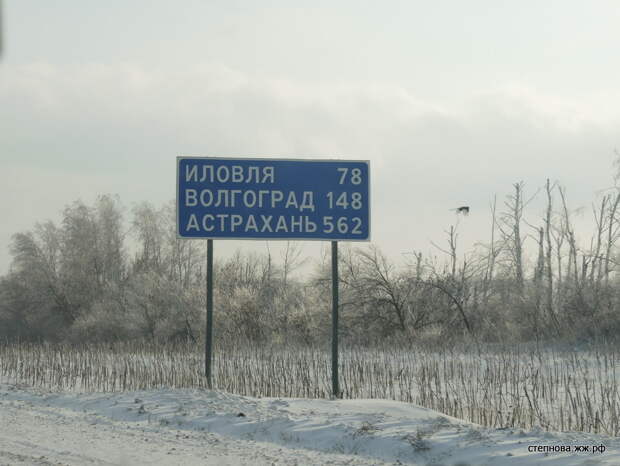 ИЛОВЛЯ 78
ВОЛГОГРАД 148
АСТРАХАНЬ 562
степнова.жж.рф